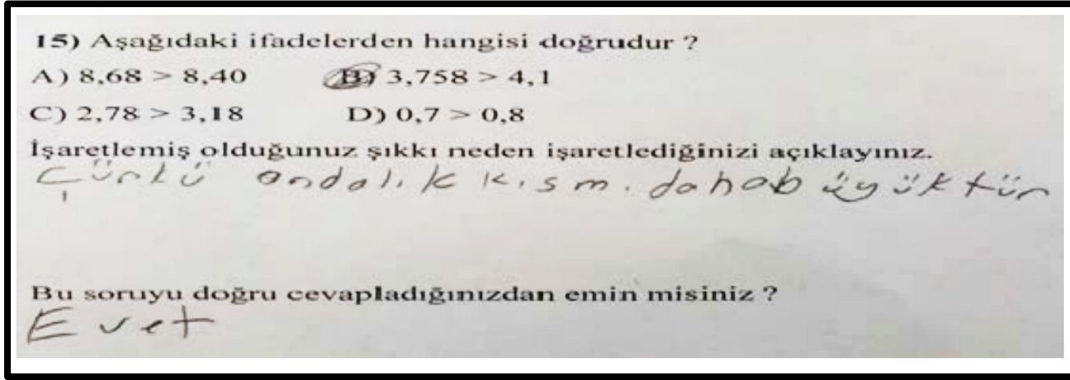 15) Aşağıdaki ifadelerden hangisi doğrudur ?
A) 8,68 > 8,40 B) 3,758 > 4,1
C) 2,78 > 3,18 D) 0,7 > 0,8
İşaretlemiş olduğunuz şıkkı neden işaretlediğinizi açıklayınız.
Çünkü ondalık kısmı daha büyüktür
Bu soruyu doğru cevapladığınızdan emin misiniz ?
Evet